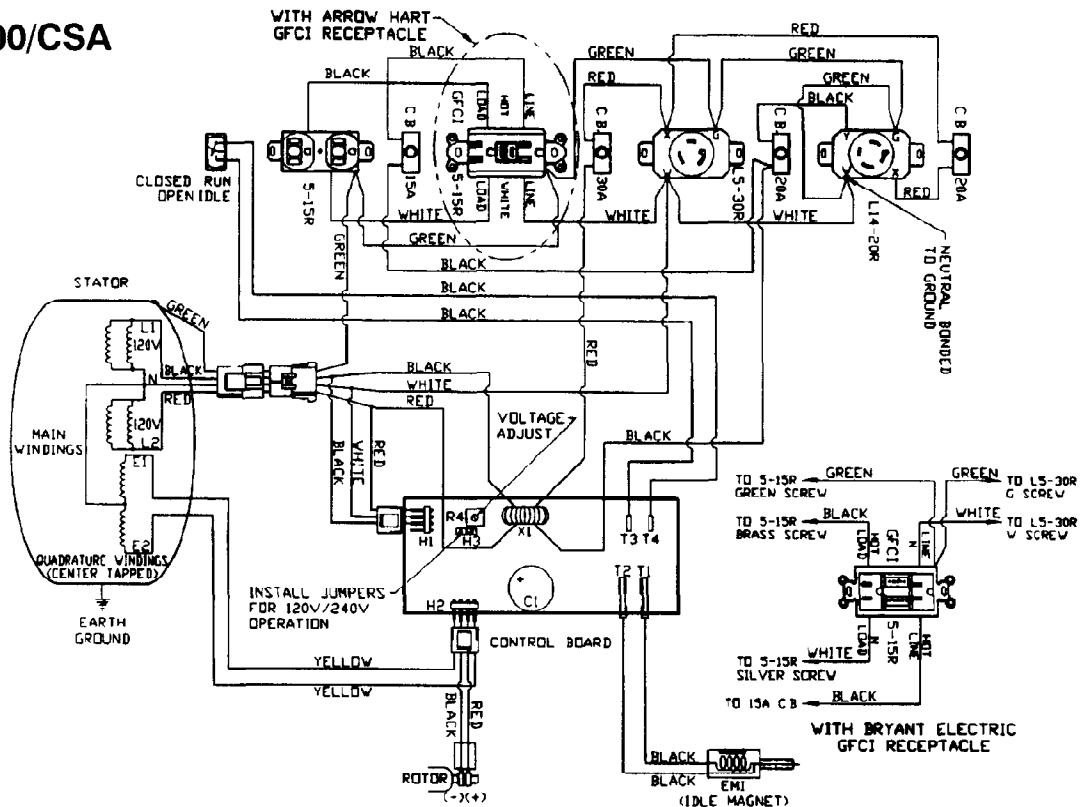 00/CSA
WITH ARROW HART
GFCI RECEPTACLE
BLACK
BLACK
GREEN
RED
RED
GREEN
GREEN
BLACK
LOAD
HOT
LINE
GFCI
C B
15A
C B
30A
C B
20A
C B
20A
CLOSED RUN
OPEN IDLE
5-15R
LOAD
WHITE
LINE
5-15R
L5-30R
L14-20R
RED
WHITE
WHITE
WHITE
GREEN
GREEN
BLACK
BLACK
BLACK
NEUTRAL BONDED
TO GROUND
STATOR
GREEN
L1
120V
BLACK
N
RED
120V
L2
MAIN
WINDINGS
E1
E2
QUADRATURE WINDINGS
(CENTER TAPPED)
EARTH
GROUND
BLACK
WHITE
RED
RED
VOLTAGE
ADJUST
BLACK
BLACK
WHITE
RED
H1
R4
H3
X1
T3 T4
T2 T1
C1
+
H2
INSTALL JUMPERS
FOR 120V/240V
OPERATION
CONTROL BOARD
YELLOW
YELLOW
BLACK
RED
ROTOR
(-)(+)
BLACK
BLACK
EMI
(IDLE MAGNET)
GREEN
TO 5-15R
GREEN SCREW
GREEN
TO L5-30R
G SCREW
BLACK
TO 5-15R
BRASS SCREW
WHITE
TO L5-30R
W SCREW
LOAD
HOT
GFCI
N
LINE
5-15R
LOAD
N
LINE
HOT
WHITE
TO 5-15R
SILVER SCREW
BLACK
TO 15A C B
WITH BRYANT ELECTRIC
GFCI RECEPTACLE